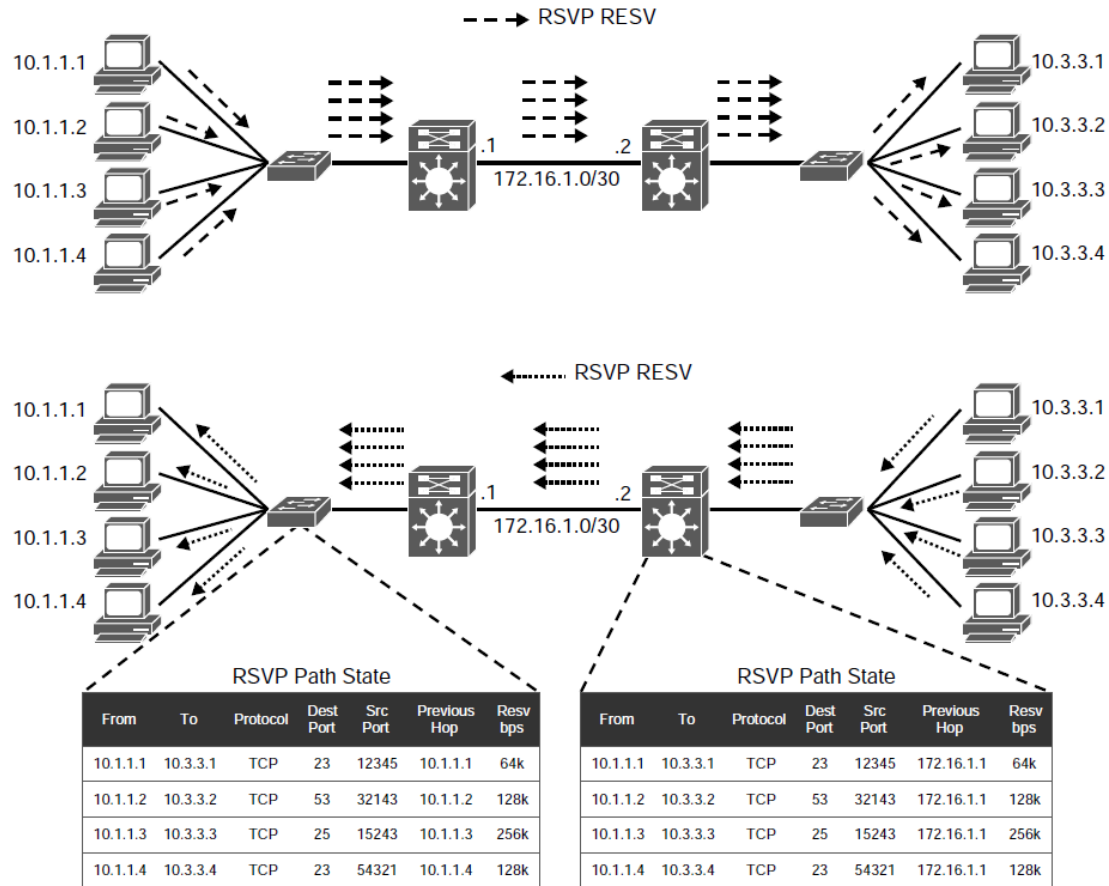 RSVP RESV
10.1.1.1
10.1.1.2
10.1.1.3
10.1.1.4
.1
.2
172.16.1.0/30
10.3.3.1
10.3.3.2
10.3.3.3
10.3.3.4
RSVP RESV
10.1.1.1
10.1.1.2
10.1.1.3
10.1.1.4
.1
.2
172.16.1.0/30
10.3.3.1
10.3.3.2
10.3.3.3
10.3.3.4
RSVP Path State
From To Protocol Dest Port Src Port Previous Hop Resv bps
10.1.1.1 10.3.3.1 TCP 23 12345 10.1.1.1 64k
10.1.1.2 10.3.3.2 TCP 53 32143 10.1.1.2 128k
10.1.1.3 10.3.3.3 TCP 25 15243 10.1.1.3 256k
10.1.1.4 10.3.3.4 TCP 23 54321 10.1.1.4 128k
RSVP Path State
From To Protocol Dest Port Src Port Previous Hop Resv bps
10.1.1.1 10.3.3.1 TCP 23 12345 172.16.1.1 64k
10.1.1.2 10.3.3.2 TCP 53 32143 172.16.1.1 128k
10.1.1.3 10.3.3.3 TCP 25 15243 172.16.1.1 256k
10.1.1.4 10.3.3.4 TCP 23 54321 172.16.1.1 128k